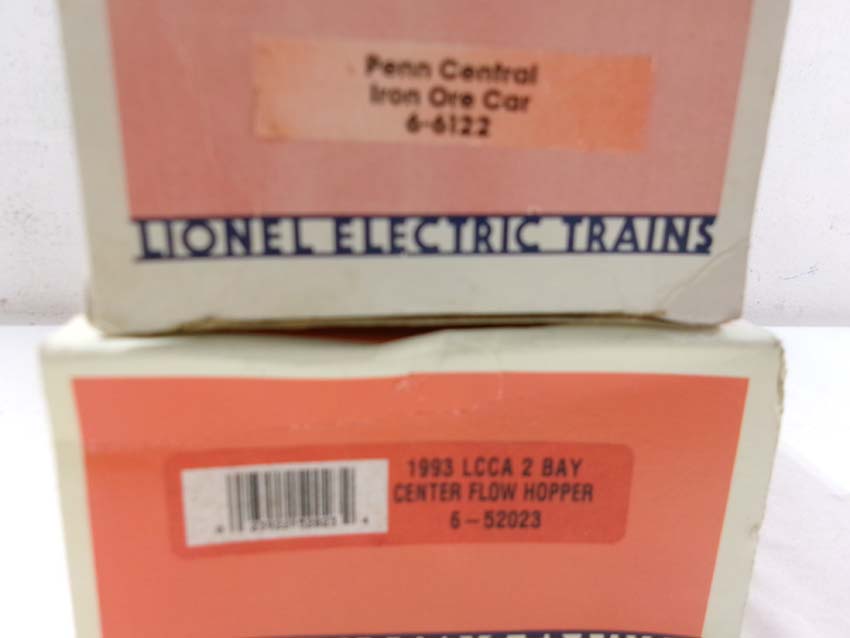 Penn Central
Iron Ore Car
6-6122
LIONEL ELECTRIC TRAINS
1993 LCCA 2 BAY
CENTER FLOW HOPPER
6-52023